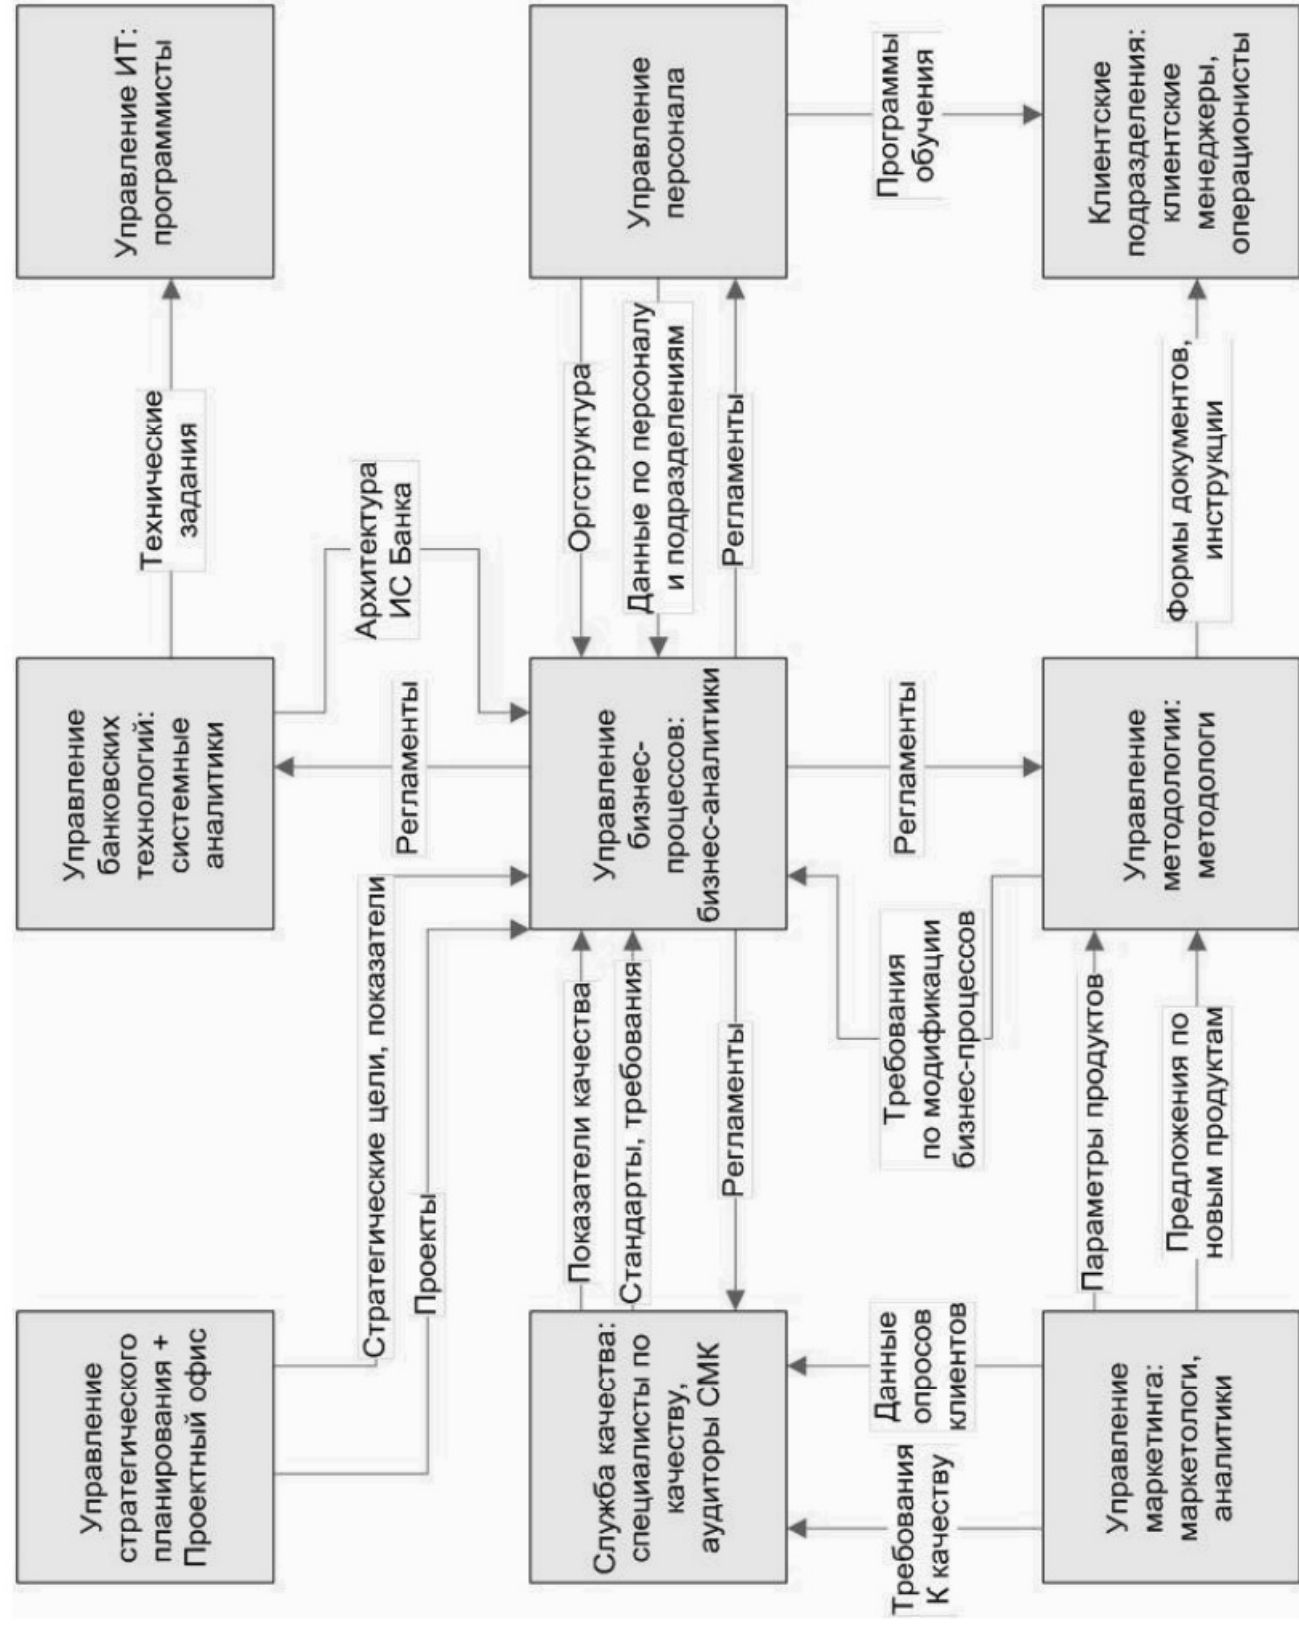 Управление
стратегического
планирования +
Проектный офис
Управление
банковских
технологий:
системные
аналитики
Технические
задания
Управление ИТ:
программисты
Стратегические цели, показатели
Проекты
Регламенты
Архитектура
ИС Банка
Служба качества:
специалисты по
качеству,
аудиторы СМК
Показатели качества
Стандарты, требования
Регламенты
Управление
бизнес-
процессов:
бизнес-аналитики
Оргструктура
Данные по персоналу
и подразделениям
Регламенты
Управление
персонала
Требования
К качеству
Данные
опросов
клиентов
Требования
по модификации
бизнес-процессов
Регламенты
Программы
обучения
Управление
маркетинга:
маркетологи,
аналитики
Параметры продуктов
Предложения по
новым продуктам
Управление
методологии:
методологи
Формы документов,
инструкции
Клиентские
подразделения:
клиентские
менеджеры,
операционисты